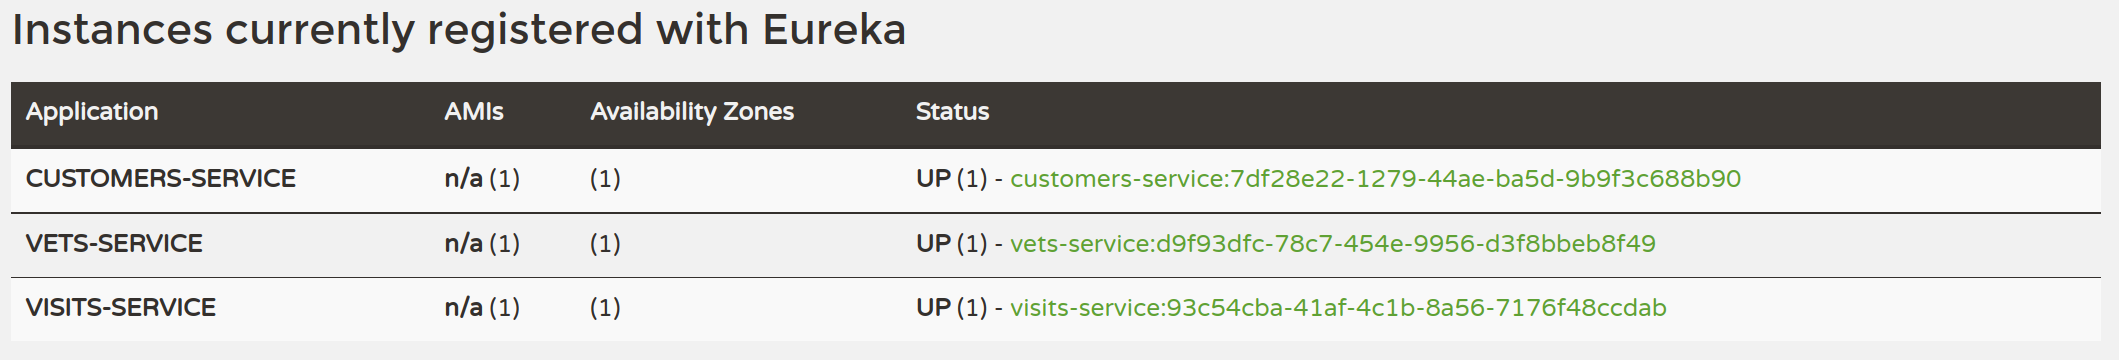 Instances currently registered with Eureka
Application AMIs Availability Zones Status
CUSTOMERS-SERVICE n/a (1) (1) UP (1) - customers-service:7df28e22-1279-44ae-ba5d-9b9f3c688b90
VETS-SERVICE n/a (1) (1) UP (1) - vets-service:d9f93dfc-78c7-454e-9956-d3f8bbeb8f49
VISITS-SERVICE n/a (1) (1) UP (1) - visits-service:93c54cba-41af-4c1b-8a56-7176f48ccdab